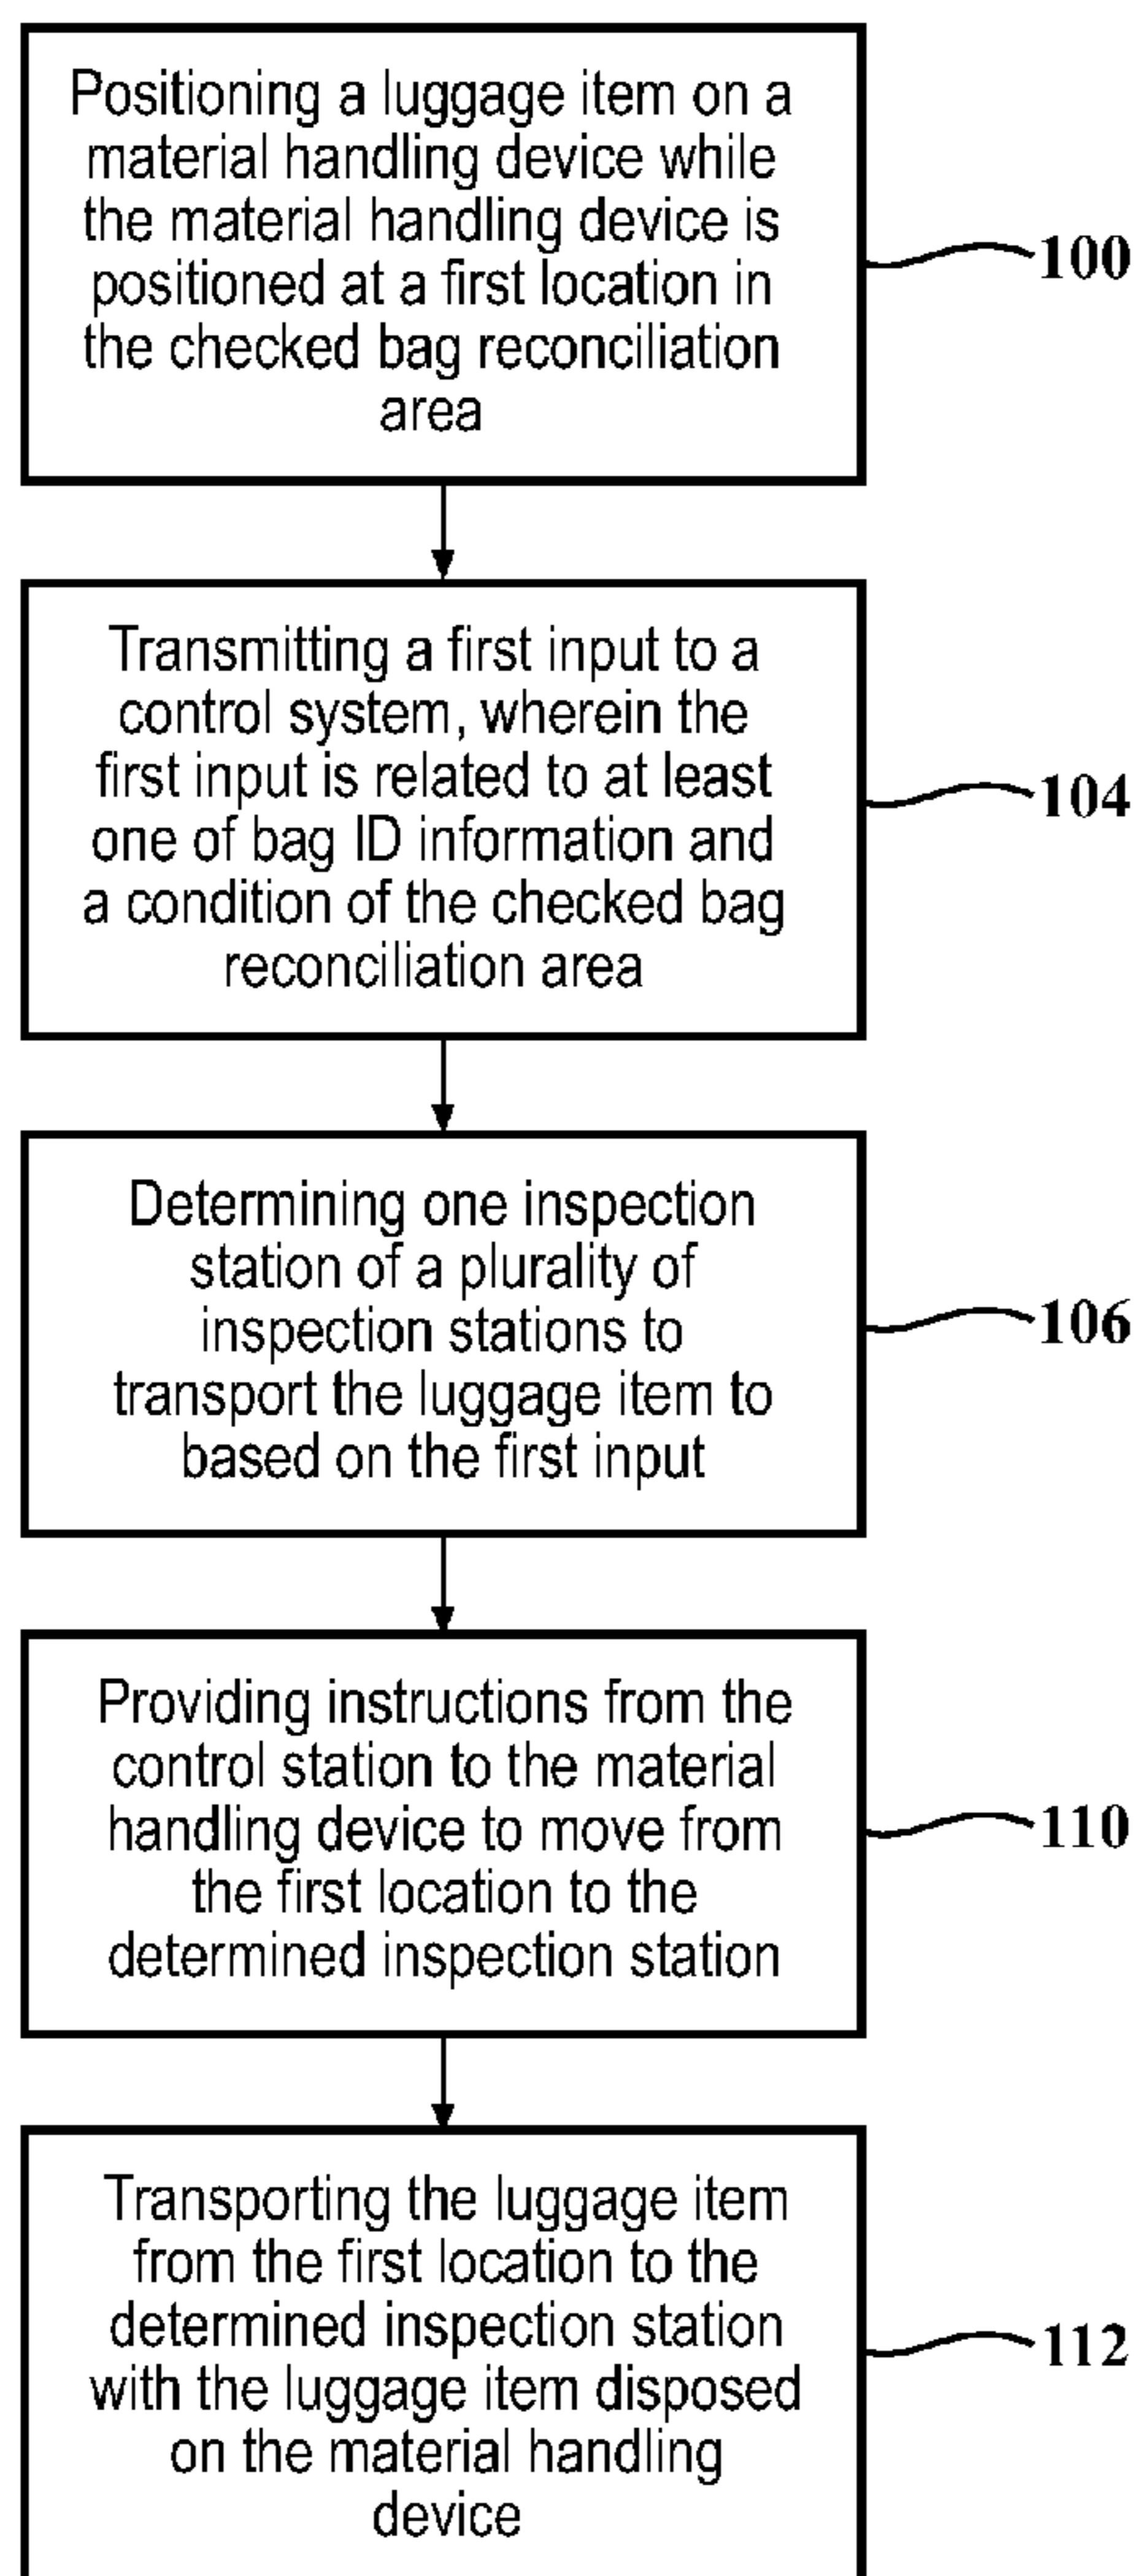 Positioning a luggage item on a
material handling device while
the material handling device is
positioned at a first location in
the checked bag reconciliation
area
100
Transmitting a first input to a
control system, wherein the
first input is related to at least
one of bag ID information and
a condition of the checked bag
reconciliation area
104
Determining one inspection
station of a plurality of
inspection stations to
transport the luggage item to
based on the first input
106
Providing instructions from the
control station to the material
handling device to move from
the first location to the
determined inspection station
110
Transporting the luggage item
from the first location to the
determined inspection station
with the luggage item disposed
on the material handling
device
112